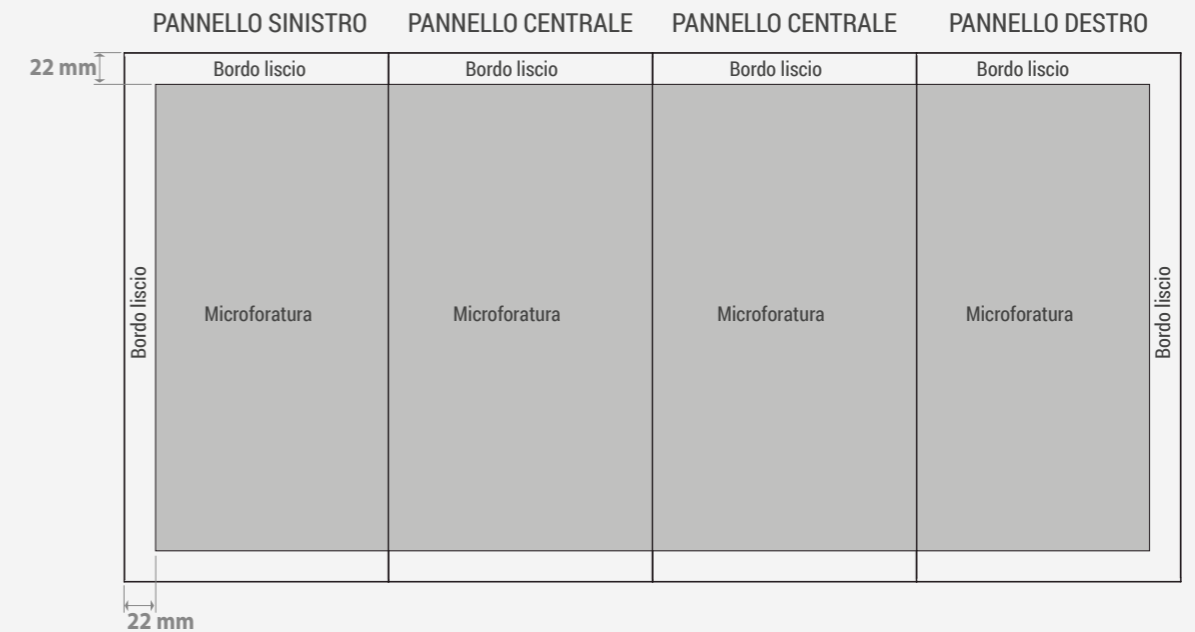 PANNELLO SINISTRO PANNELLO CENTRALE PANNELLO CENTRALE PANNELLO DESTRO
22 mm Bordo liscio Bordo liscio Bordo liscio Bordo liscio
Bordo liscio
Microforatura Microforatura Microforatura Microforatura
Bordo liscio
22 mm